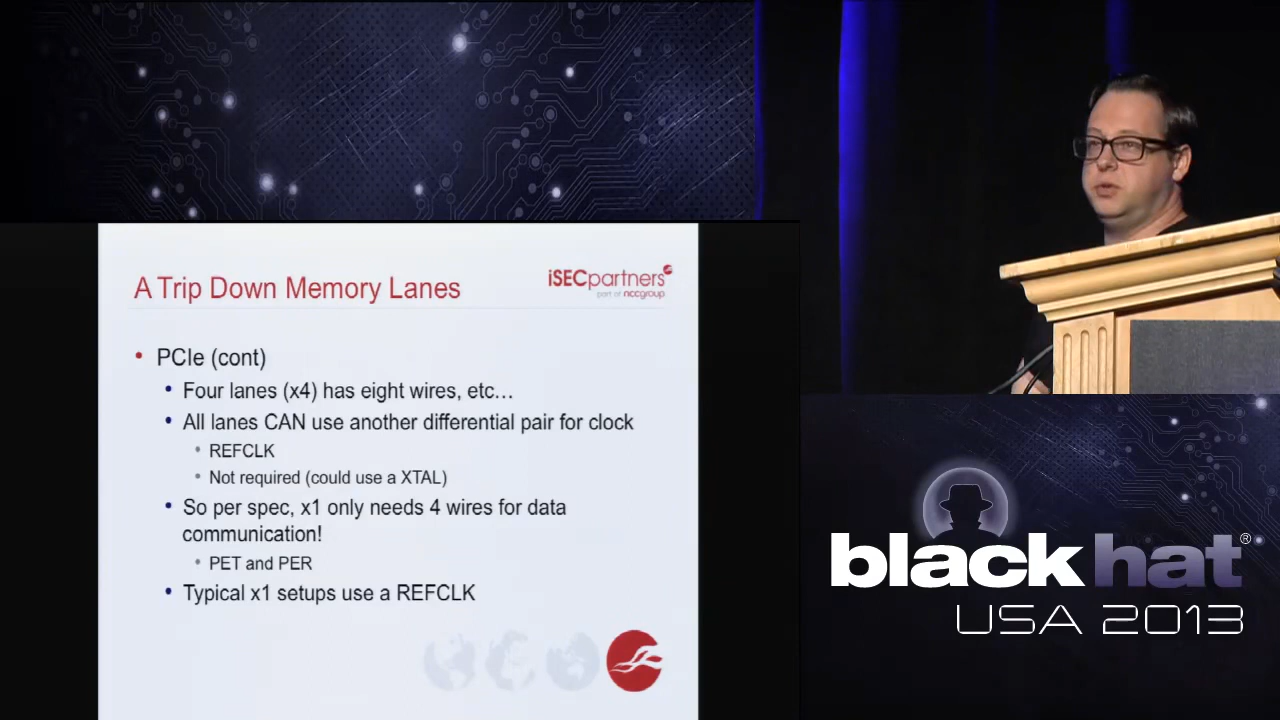 A Trip Down Memory Lanes
iSECpartners
part of nccgroup
• PCIe (cont)
• Four lanes (x4) has eight wires, etc…
• All lanes CAN use another differential pair for clock
• REFCLK
• Not required (could use a XTAL)
• So per spec, x1 only needs 4 wires for data
communication!
• PET and PER
• Typical x1 setups use a REFCLK
black hat®
USA 2013